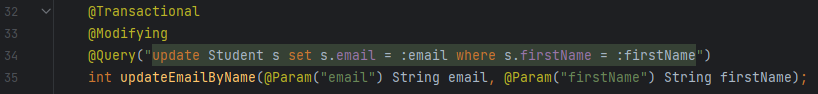 32 @Transactional
33 @Modifying
34 @Query("update Student s set s.email = :email where s.firstName = :firstName")
35 int updateEmailByName(@Param("email") String email, @Param("firstName") String firstName);